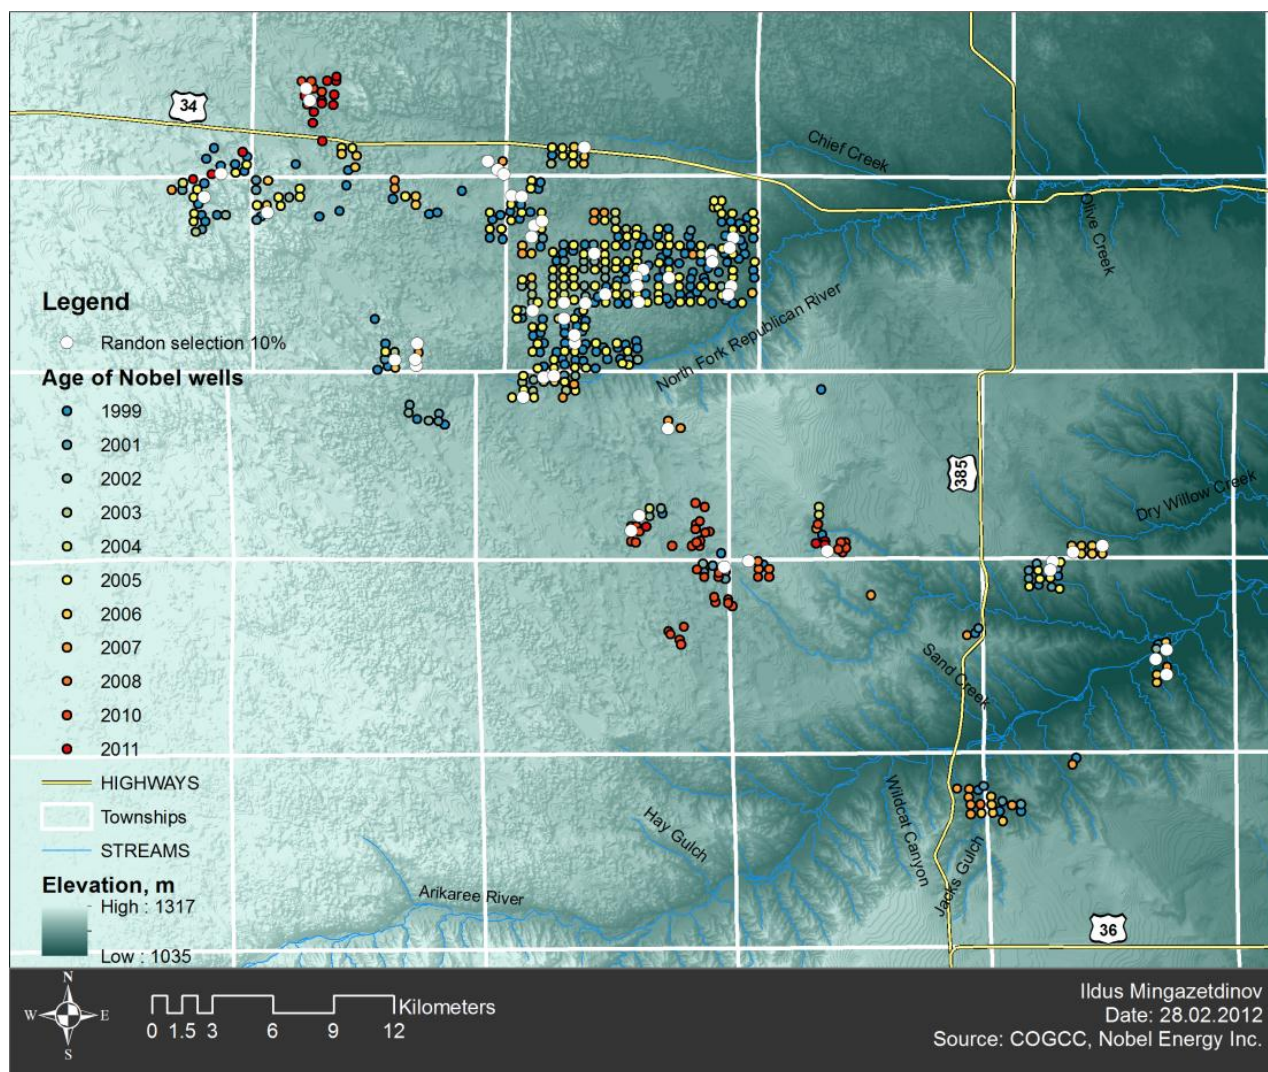 34
Chief Creek
Olive Creek
North Fork Republican River
Legend
Randon selection 10%
Age of Nobel wells
1999
2001
2002
2003
2004
2005
2006
2007
2008
2010
2011
HIGHWAYS
Townships
STREAMS
Elevation, m
High : 1317
Low : 1035
385
Dry Willow Creek
Sand Creek
Wildcat Canyon
Hay Gulch
Jacks Gulch
Arikaree River
36
N
W E
S
Kilometers
0 1.5 3 6 9 12
Ildus Mingazetdinov
Date: 28.02.2012
Source: COGCC, Nobel Energy Inc.